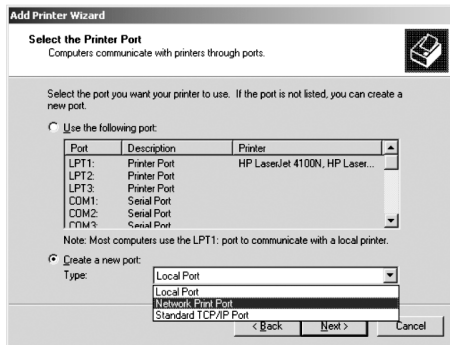 Add Printer Wizard
Select the Printer Port
Computers communicate with printers through ports.
Select the port you want your printer to use. If the port is not listed, you can create a
new port.
Use the following port:
Port Description Printer
LPT1: Printer Port HP LaserJet 4100N, HP Laser...
LPT2: Printer Port
LPT3: Printer Port
COM1: Serial Port
COM2: Serial Port
COM3: Serial Port
Note: Most computers use the LPT1: port to communicate with a local printer.
Create a new port:
Type: Local Port
Local Port
Network Print Port
Standard TCP/IP Port
< Back Next > Cancel